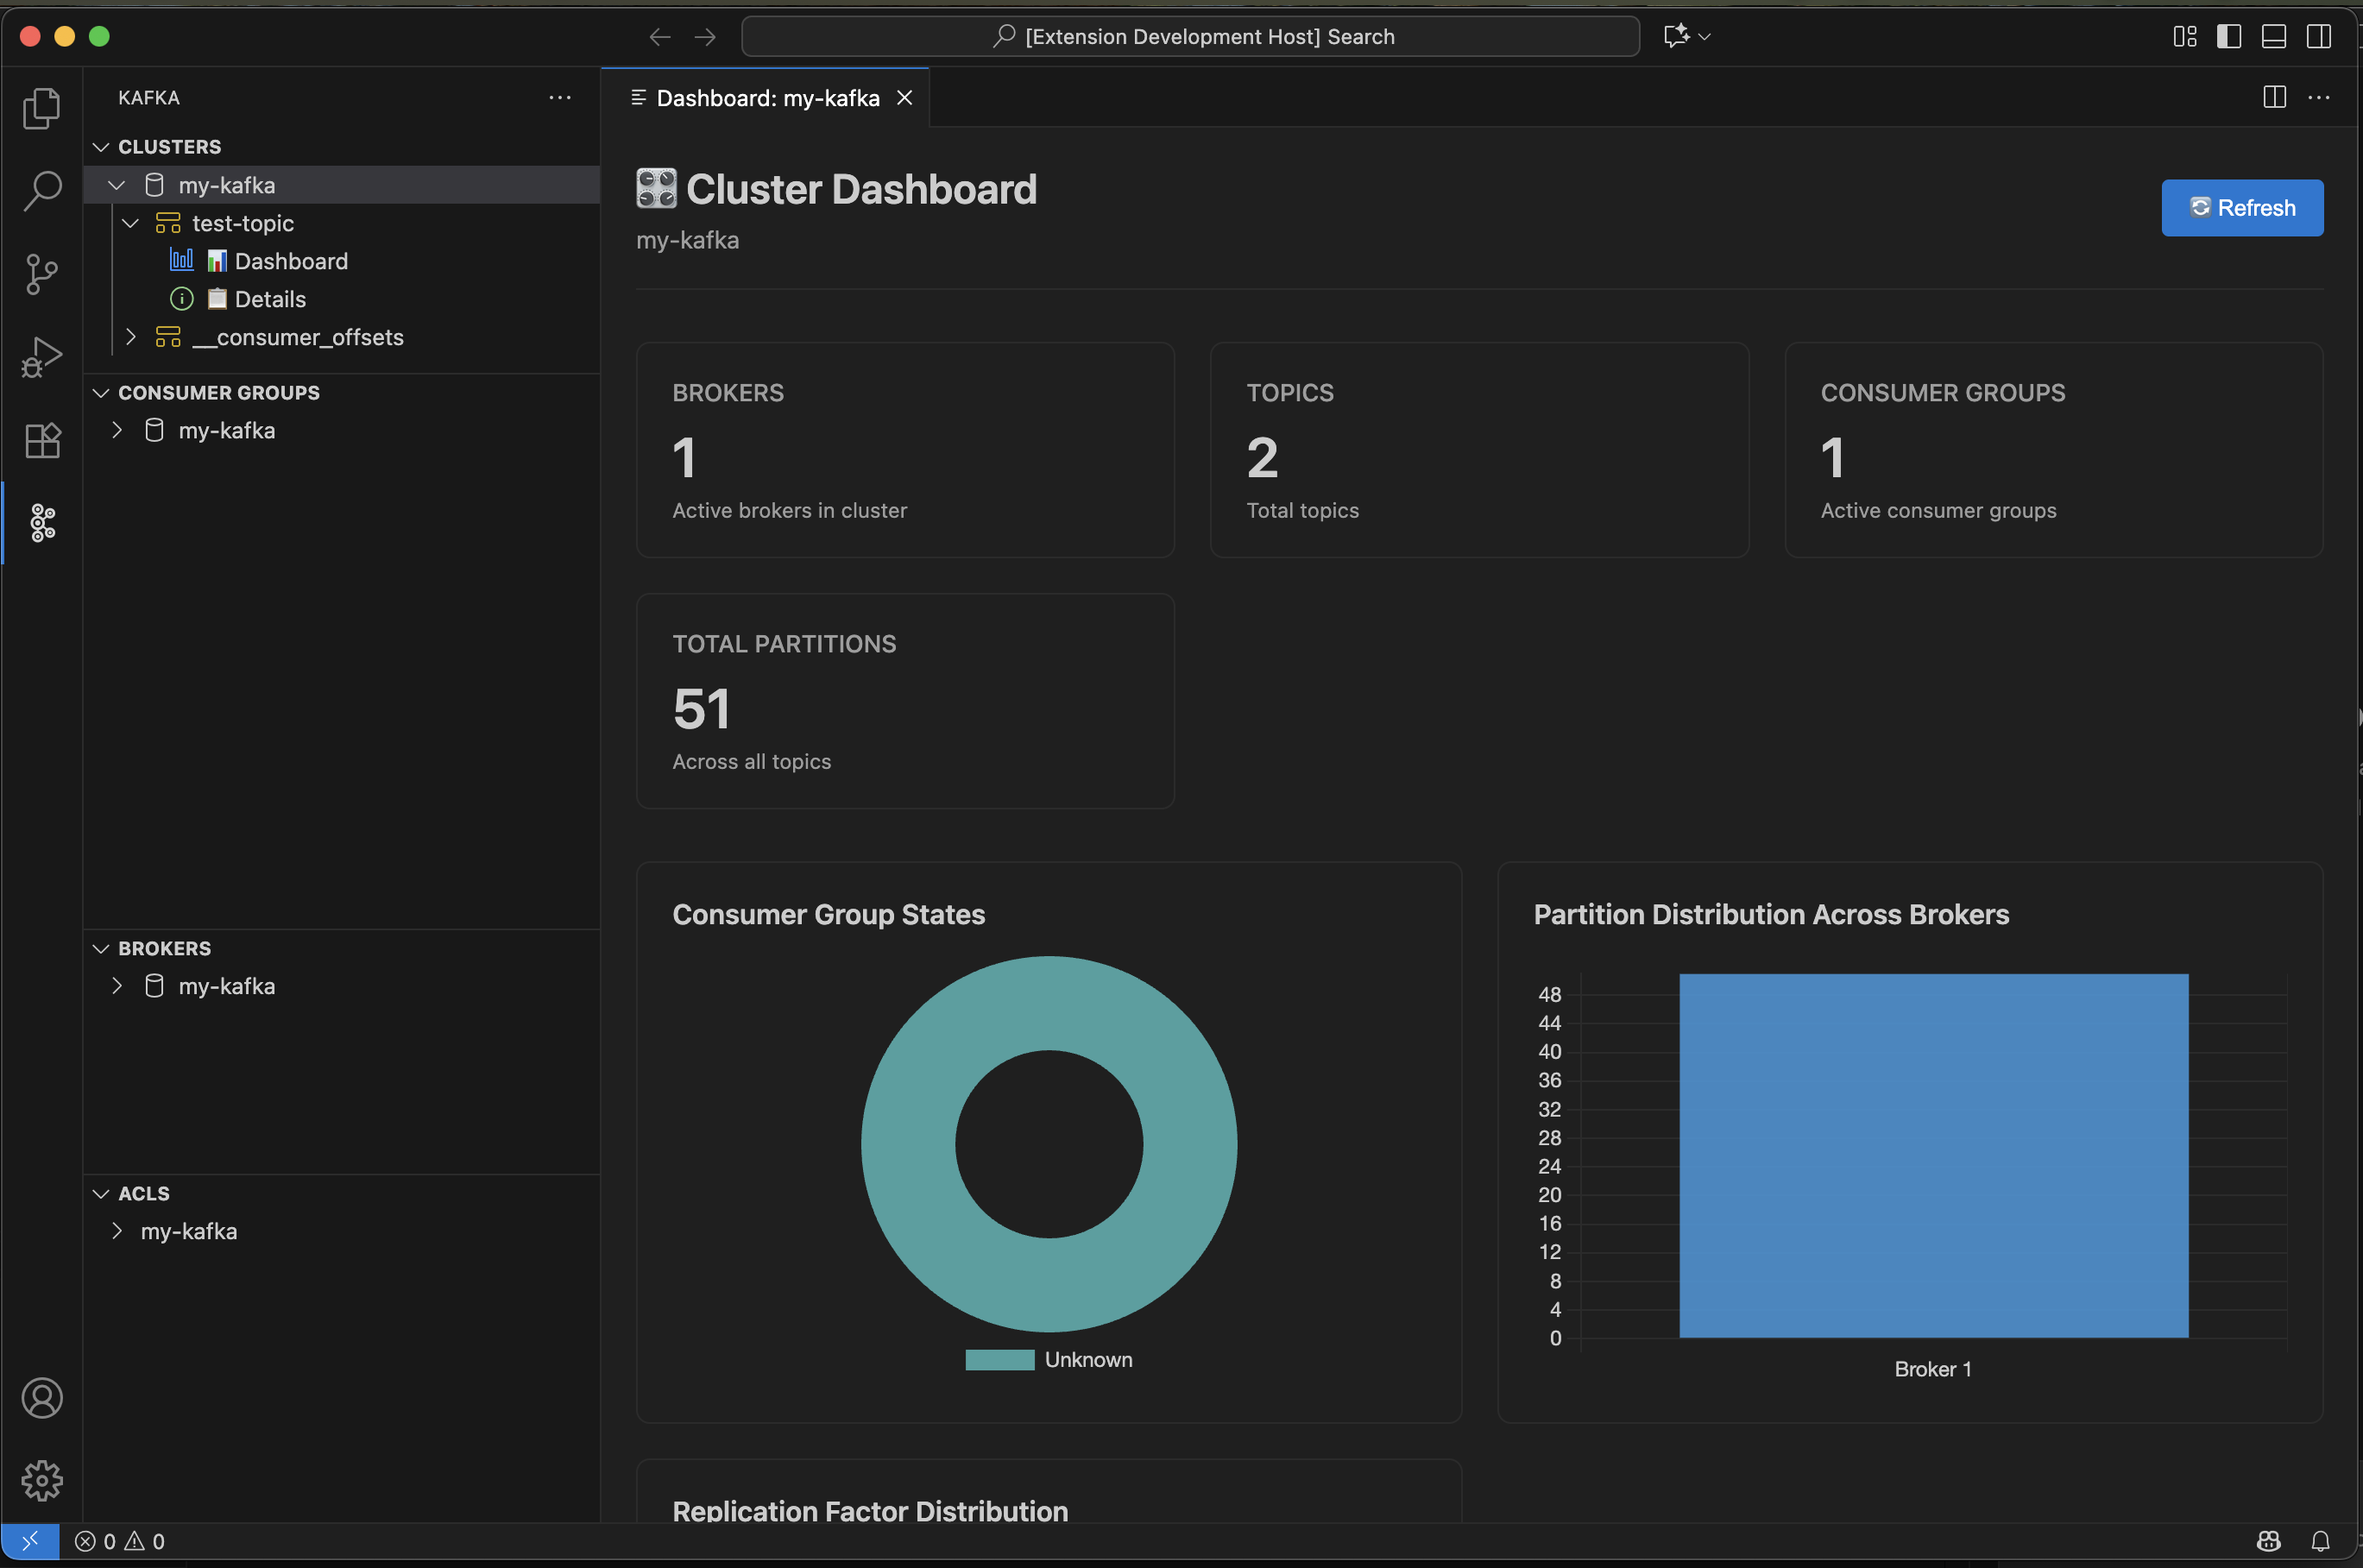 [Extension Development Host] Search
KAFKA
CLUSTERS
my-kafka
test-topic
Dashboard
Details
__consumer_offsets
CONSUMER GROUPS
my-kafka
BROKERS
my-kafka
ACLS
my-kafka
0 0
Dashboard: my-kafka
Cluster Dashboard
my-kafka
Refresh
BROKERS
1
Active brokers in cluster
TOPICS
2
Total topics
CONSUMER GROUPS
1
Active consumer groups
TOTAL PARTITIONS
51
Across all topics
Consumer Group States
Unknown
Partition Distribution Across Brokers
48
44
40
36
32
28
24
20
16
12
8
4
0
Broker 1
Replication Factor Distribution